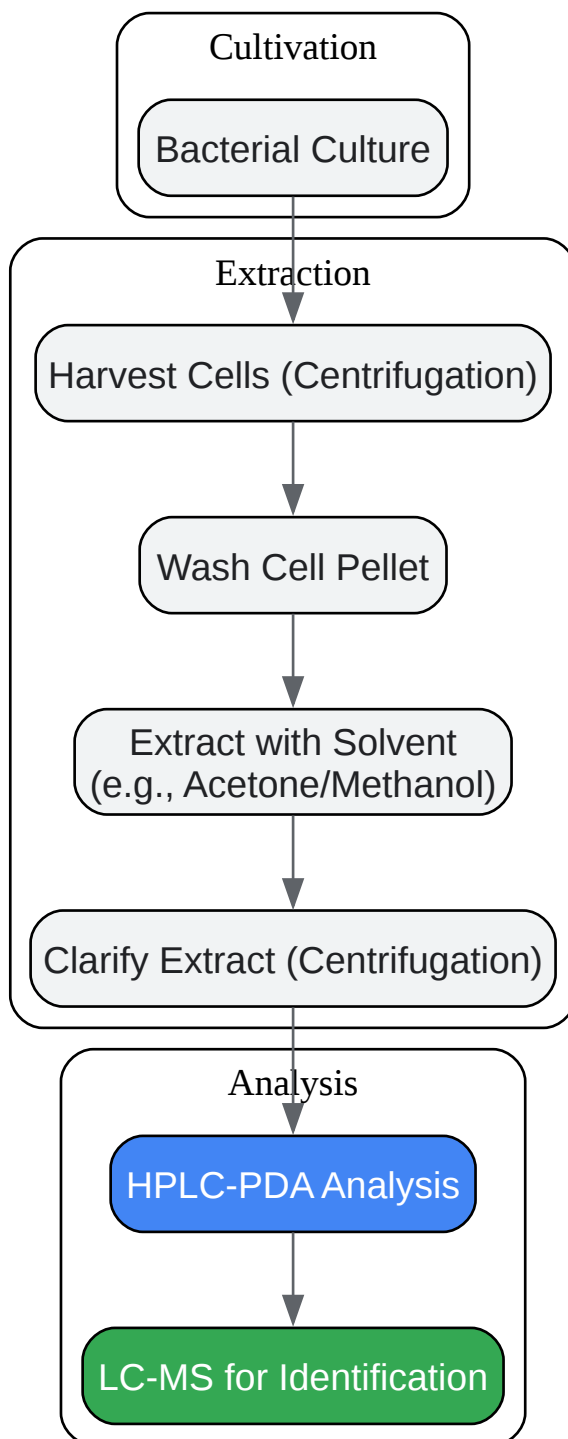 Cultivation
Bacterial Culture
Extraction
Harvest Cells (Centrifugation)
Wash Cell Pellet
Extract with Solvent
(e.g., Acetone/Methanol)
Clarify Extract (Centrifugation)
Analysis
HPLC-PDA Analysis
LC-MS for Identification